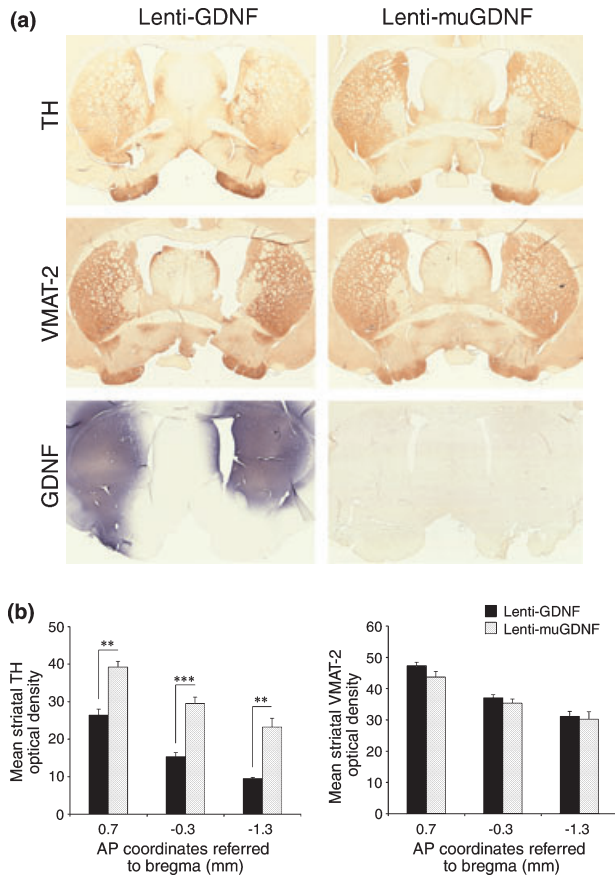 (a)
Lenti-GDNF
Lenti-muGDNF
TH
VMAT-2
GDNF
(b)
Mean striatal TH
optical density
50
40
30
20
10
0
**
***
**
0.7
-0.3
-1.3
AP coordinates referred
to bregma (mm)
Lenti-GDNF
Lenti-muGDNF
Mean striatal VMAT-2
optical density
60
50
40
30
20
10
0
0.7
-0.3
-1.3
AP coordinates referred
to bregma (mm)